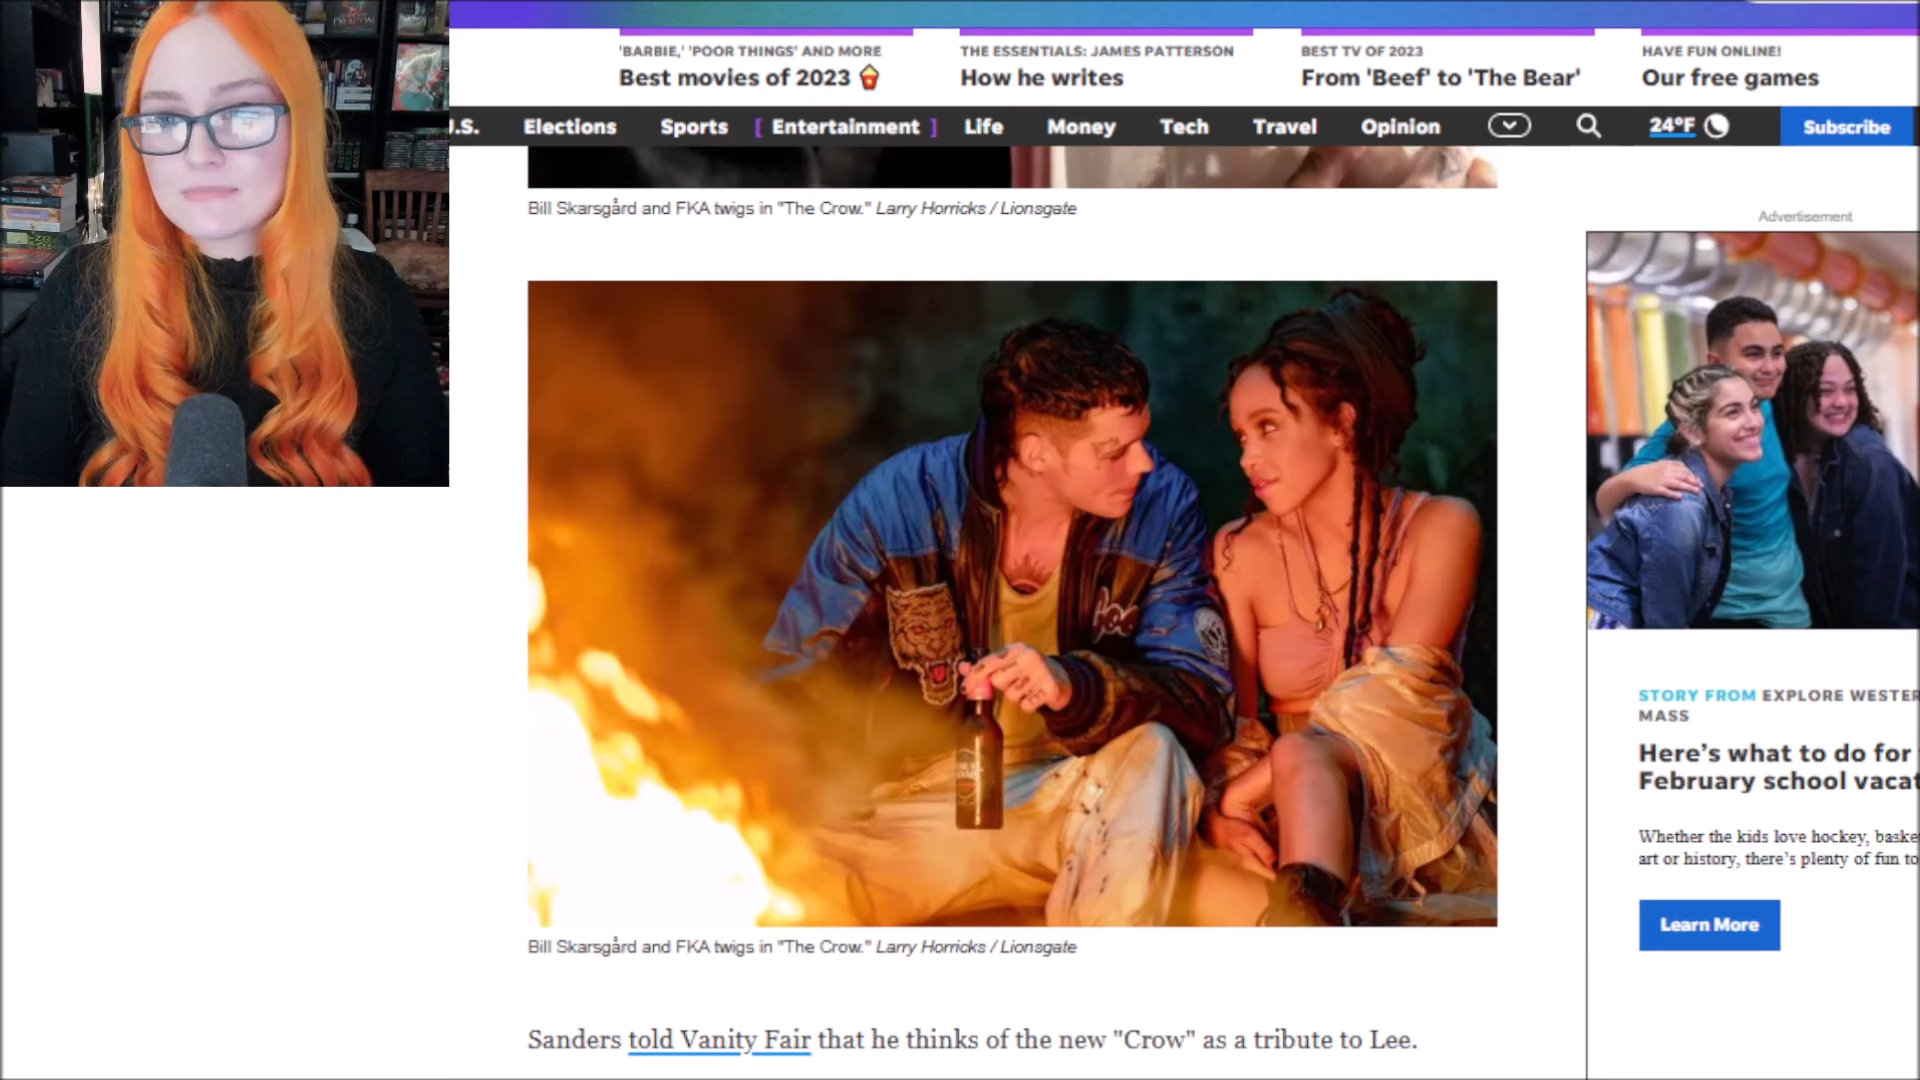 DRAGON
'BARBIE,' 'POOR THINGS' AND MORE
Best movies of 2023
THE ESSENTIALS: JAMES PATTERSON
How he writes
BEST TV OF 2023
From 'Beef' to 'The Bear'
HAVE FUN ONLINE!
Our free games
U.S. Elections Sports [ Entertainment ] Life Money Tech Travel Opinion 24°F Subscribe
Bill Skarsgård and FKA twigs in "The Crow." Larry Horricks / Lionsgate
Advertisement
Bill Skarsgård and FKA twigs in "The Crow." Larry Horricks / Lionsgate
Sanders told Vanity Fair that he thinks of the new "Crow" as a tribute to Lee.
STORY FROM EXPLORE WESTER
MASS
Here's what to do for
February school vacat
Whether the kids love hockey, baske
art or history, there's plenty of fun to
Learn More